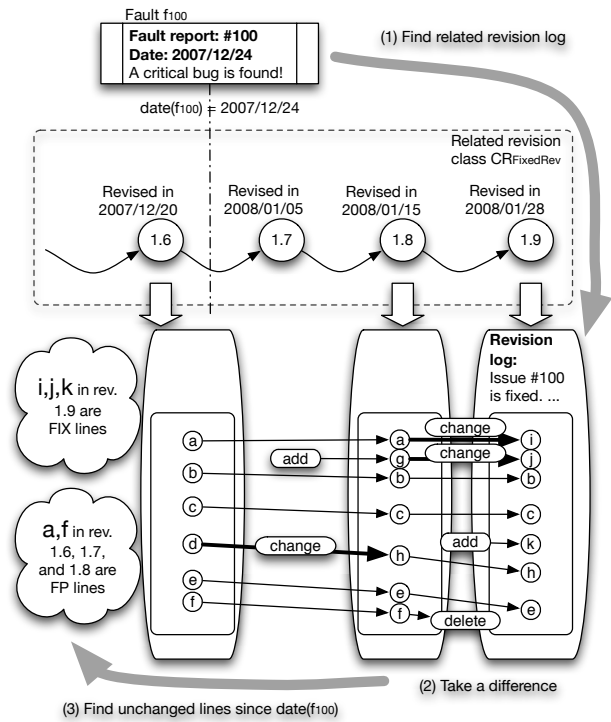 Fault f100
Fault report: #100
Date: 2007/12/24
A critical bug is found!
(1) Find related revision log
date(f100) = 2007/12/24
Related revision
class CRFixedRev
Revised in
2007/12/20
Revised in
2008/01/05
Revised in
2008/01/15
Revised in
2008/01/28
1.6
1.7
1.8
1.9
Revision
log:
Issue #100
is fixed. ...
i,j,k in rev.
1.9 are
FIX lines
a,f in rev.
1.6, 1.7,
and 1.8 are
FP lines
a
b
c
d
e
f
add
change
a
g
b
c
h
e
f
change
change
add
delete
i
j
b
c
k
h
e
(2) Take a difference
(3) Find unchanged lines since date(f100)